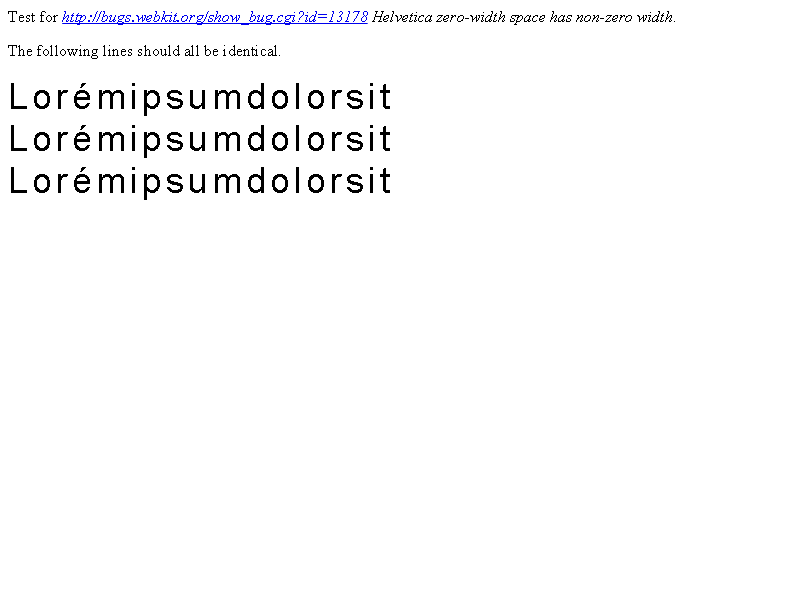 Test for http://bugs.webkit.org/show_bug.cgi?id=13178 Helvetica zero-width space has non-zero width.
The following lines should all be identical.
Lorémipsumdolorsit
Lorémipsumdolorsit
Lorémipsumdolorsit